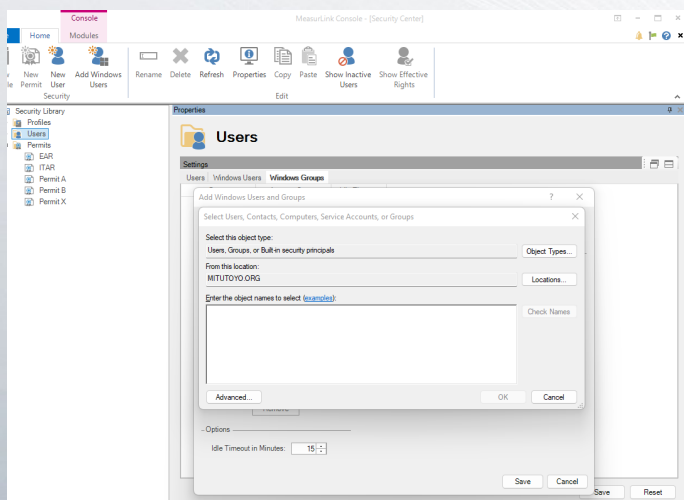 Console
MeasurLink Console - [Security Center]
Home Modules
New Permit
New User
Add Windows Users
Rename Delete Refresh Properties Copy Paste Show Inactive Users Show Effective Rights
Security Edit
Security Library
Profiles
Users
Permits
EAR
ITAR
Permit A
Permit B
Permit X
Properties
Users
Settings
Users Windows Users Windows Groups
Add Windows Users and Groups ?
Select Users, Contacts, Computers, Service Accounts, or Groups
Select this object type:
Users, Groups, or Built-in security principals Object Types...
From this location:
MITUTOYO.ORG Locations...
Enter the object names to select (examples):
Check Names
Advanced... OK Cancel
Remove
Options
Idle Timeout in Minutes: 15
Save Cancel
Save Reset